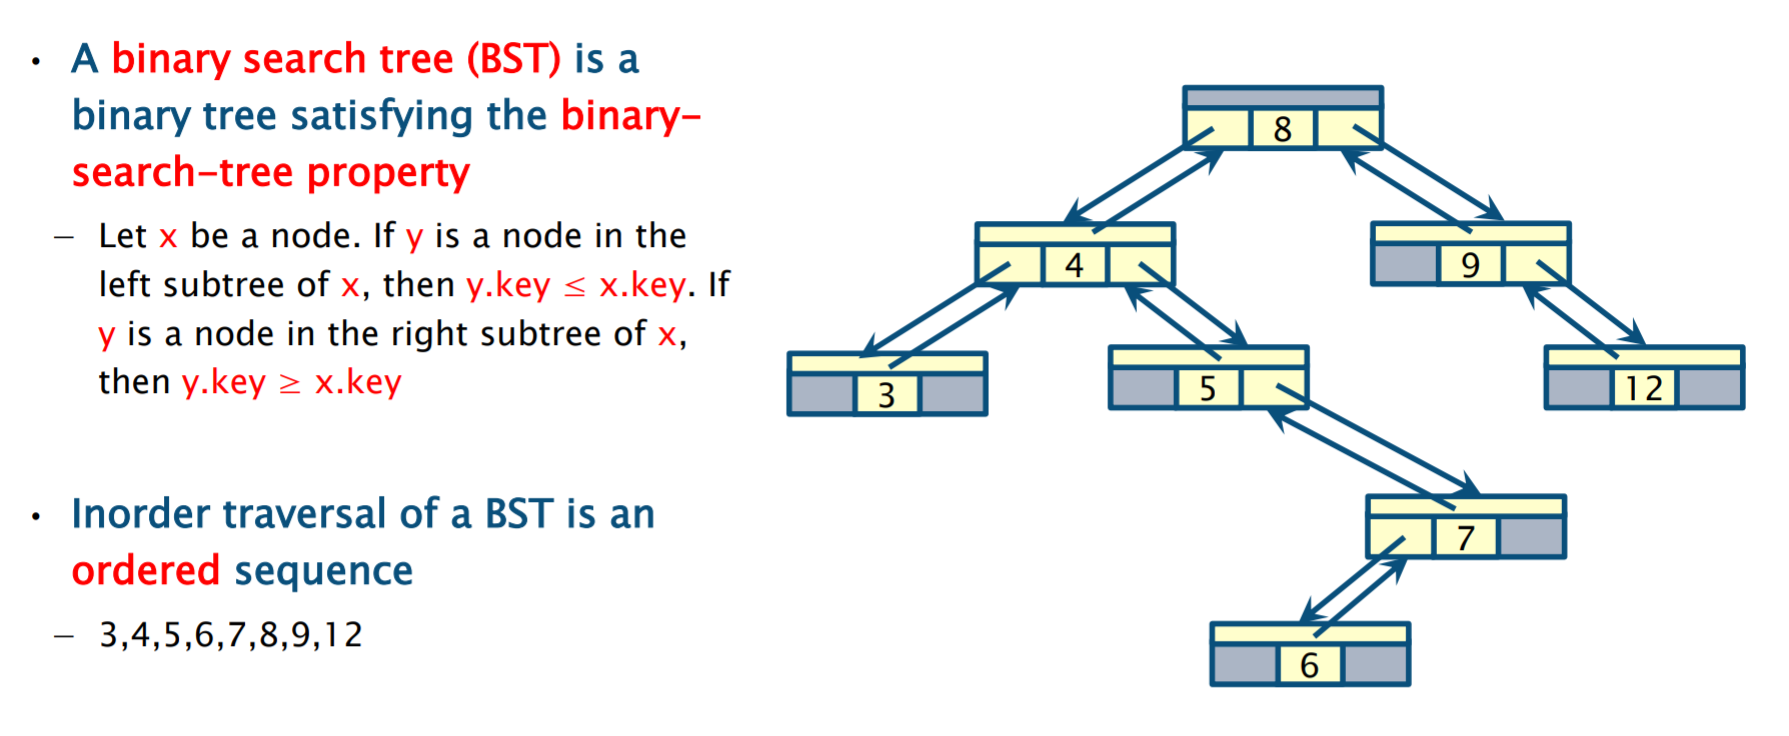 • A binary search tree (BST) is a
binary tree satisfying the binary-
search-tree property
– Let x be a node. If y is a node in the
left subtree of x, then y.key ≤ x.key. If
y is a node in the right subtree of x,
then y.key ≥ x.key
• Inorder traversal of a BST is an
ordered sequence
– 3,4,5,6,7,8,9,12
8
4
9
3
5
12
7
6